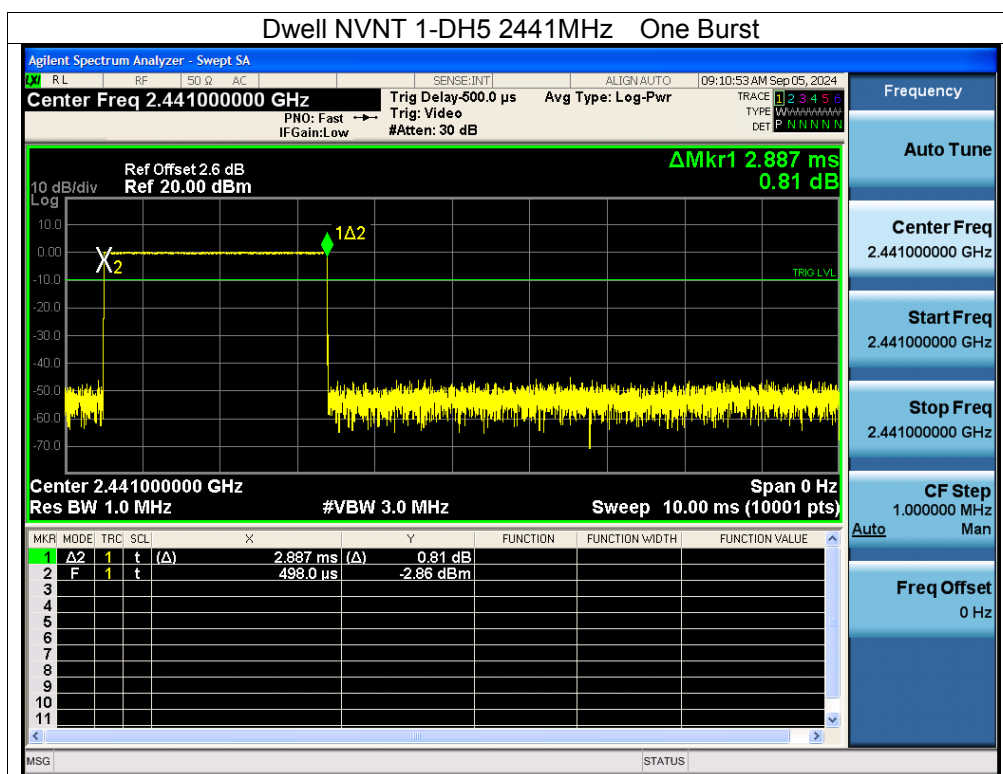 Dwell NVNT 1-DH5 2441MHz One Burst
Agilent Spectrum Analyzer - Swept SA
LXI RL RF 50 Ω AC SENSE:INT ALIGN AUTO 09:10:53 AM Sep 05, 2024
Center Freq 2.441000000 GHz
PNO: Fast
IFGain:Low
Trig Delay-500.0 µs
Trig: Video
#Atten: 30 dB
Avg Type: Log-Pwr
TRACE 1 2 3 4 5 6
TYPE WWWWWW
DET P N N N N N
Ref Offset 2.6 dB
10 dB/div Ref 20.00 dBm
Log
ΔMkr1 2.887 ms
0.81 dB
10.0
0.00
-10.0
-20.0
-30.0
-40.0
-50.0
-60.0
-70.0
1Δ2
2
TRIG LVL
Center 2.441000000 GHz Span 0 Hz
Res BW 1.0 MHz #VBW 3.0 MHz Sweep 10.00 ms (10001 pts)
MKR MODE TRC SCL X Y FUNCTION FUNCTION WIDTH FUNCTION VALUE
1 Δ2 1 t (Δ) 2.887 ms (Δ) 0.81 dB
2 F 1 t 498.0 µs -2.86 dBm
3
4
5
6
7
8
9
10
11
MSG STATUS
Frequency
Auto Tune
Center Freq
2.441000000 GHz
Start Freq
2.441000000 GHz
Stop Freq
2.441000000 GHz
CF Step
1.000000 MHz
Auto Man
Freq Offset
0 Hz